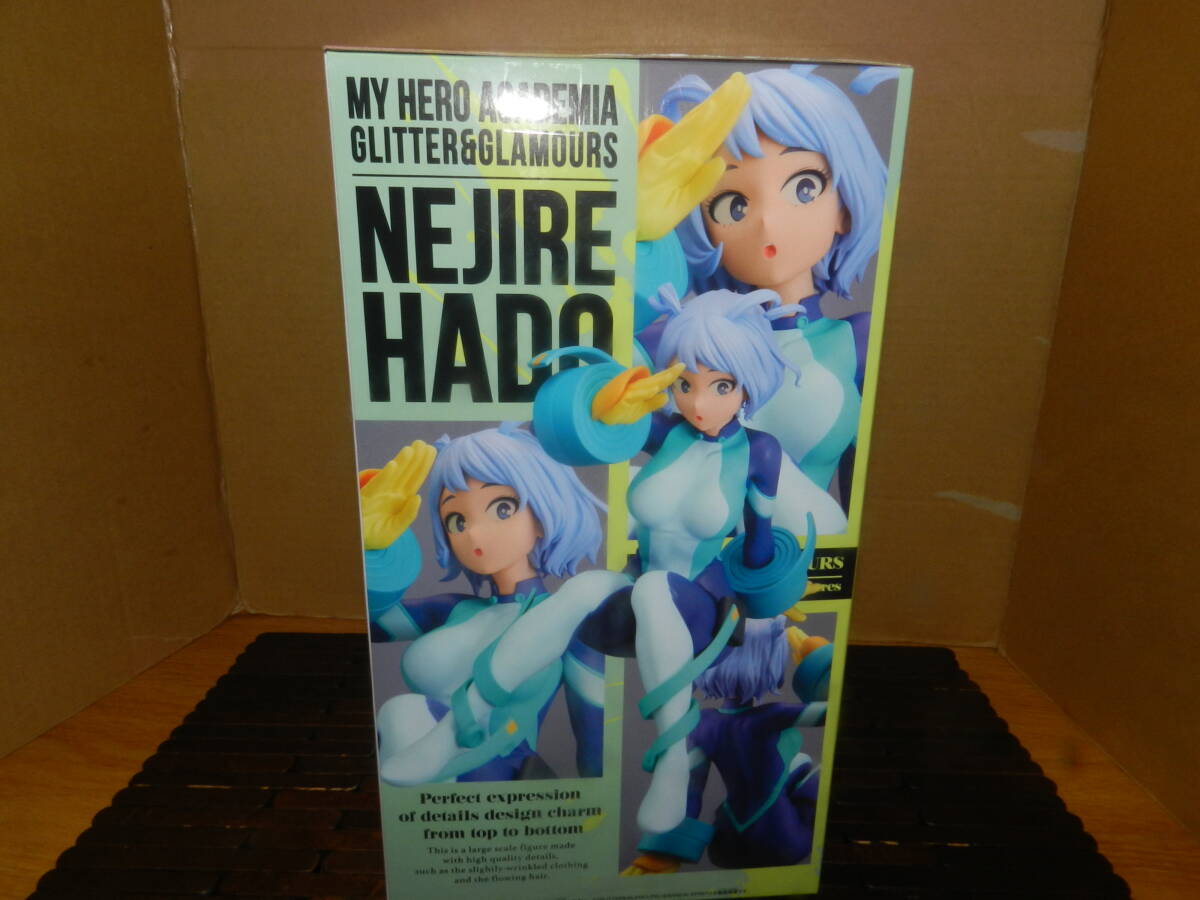 MY HERO ACADEMIA
GLITTER&GLAMOURS
NEJIRE
HADO
URS
Perfect expression
of details design charm
from top to bottom
This is a large scale figure made
with high quality details,
such as the slightly-wrinkled clothing
and the flowing hair.